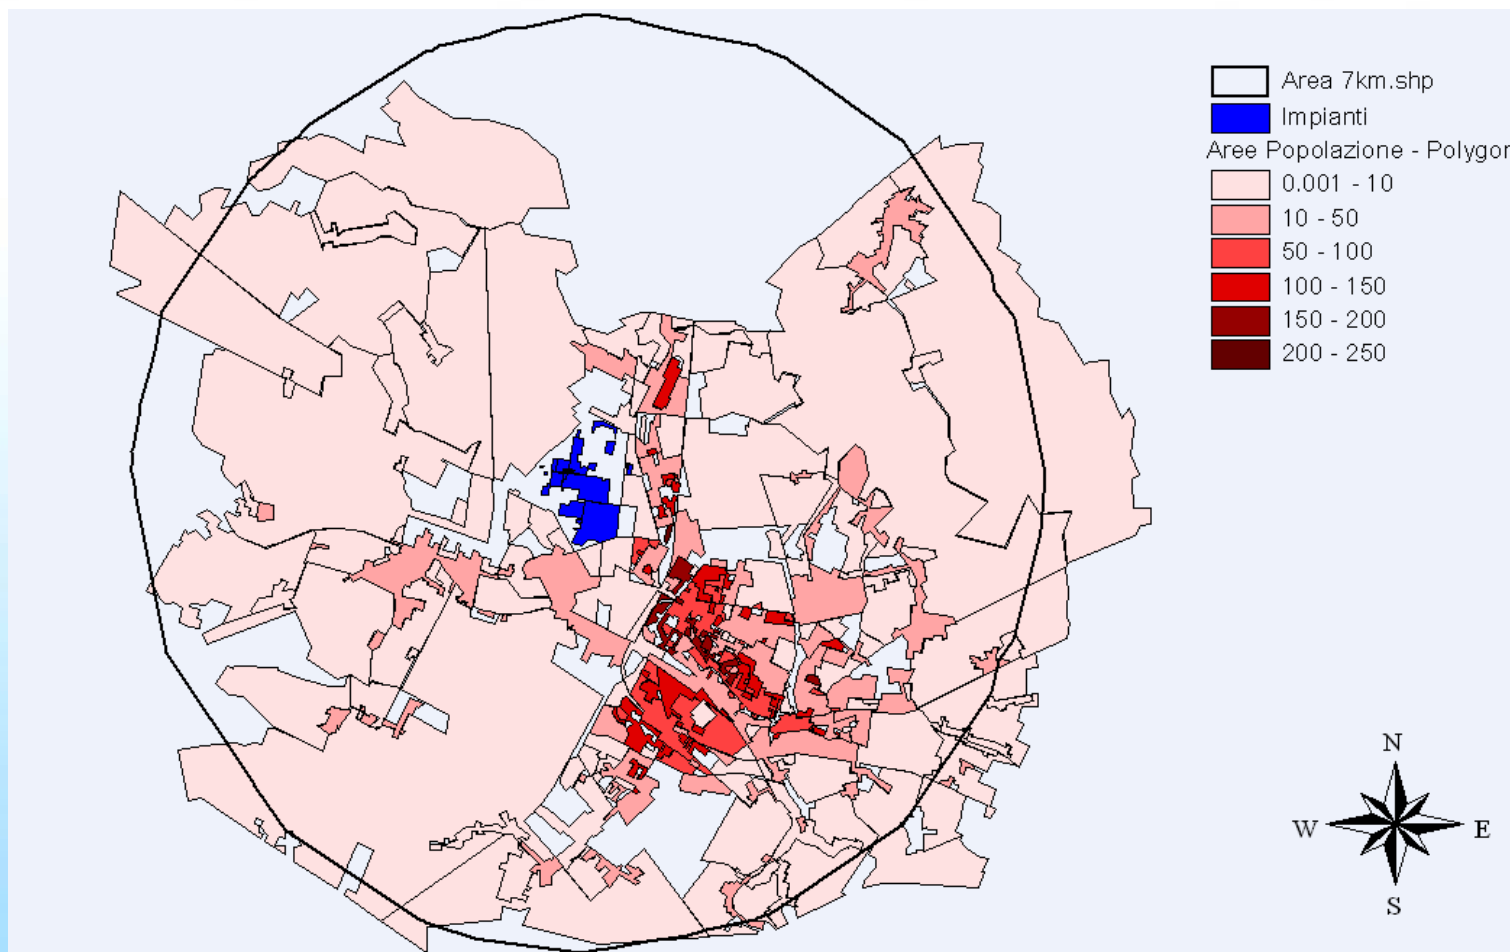 Area 7km.shp
Impianti
Aree Popolazione - Polygon
0.001 - 10
10 - 50
50 - 100
100 - 150
150 - 200
200 - 250
N
W
E
S